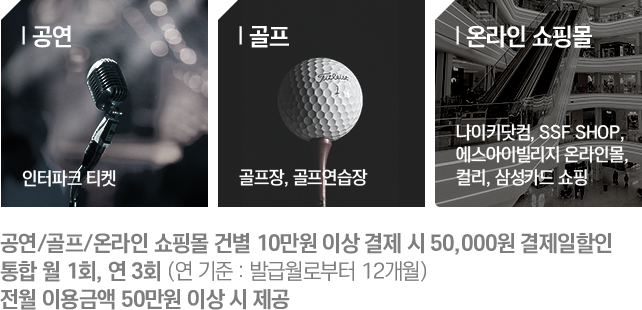 공연
인터파크 티켓
골프
Titleist
1
골프장, 골프연습장
온라인 쇼핑몰
나이키닷컴, SSF SHOP,
에스아이빌리지 온라인몰,
컬리, 삼성카드 쇼핑
공연/골프/온라인 쇼핑몰 건별 10만원 이상 결제 시 50,000원 결제일할인
통합 월 1회, 연 3회 (연 기준 : 발급월로부터 12개월)
전월 이용금액 50만원 이상 시 제공